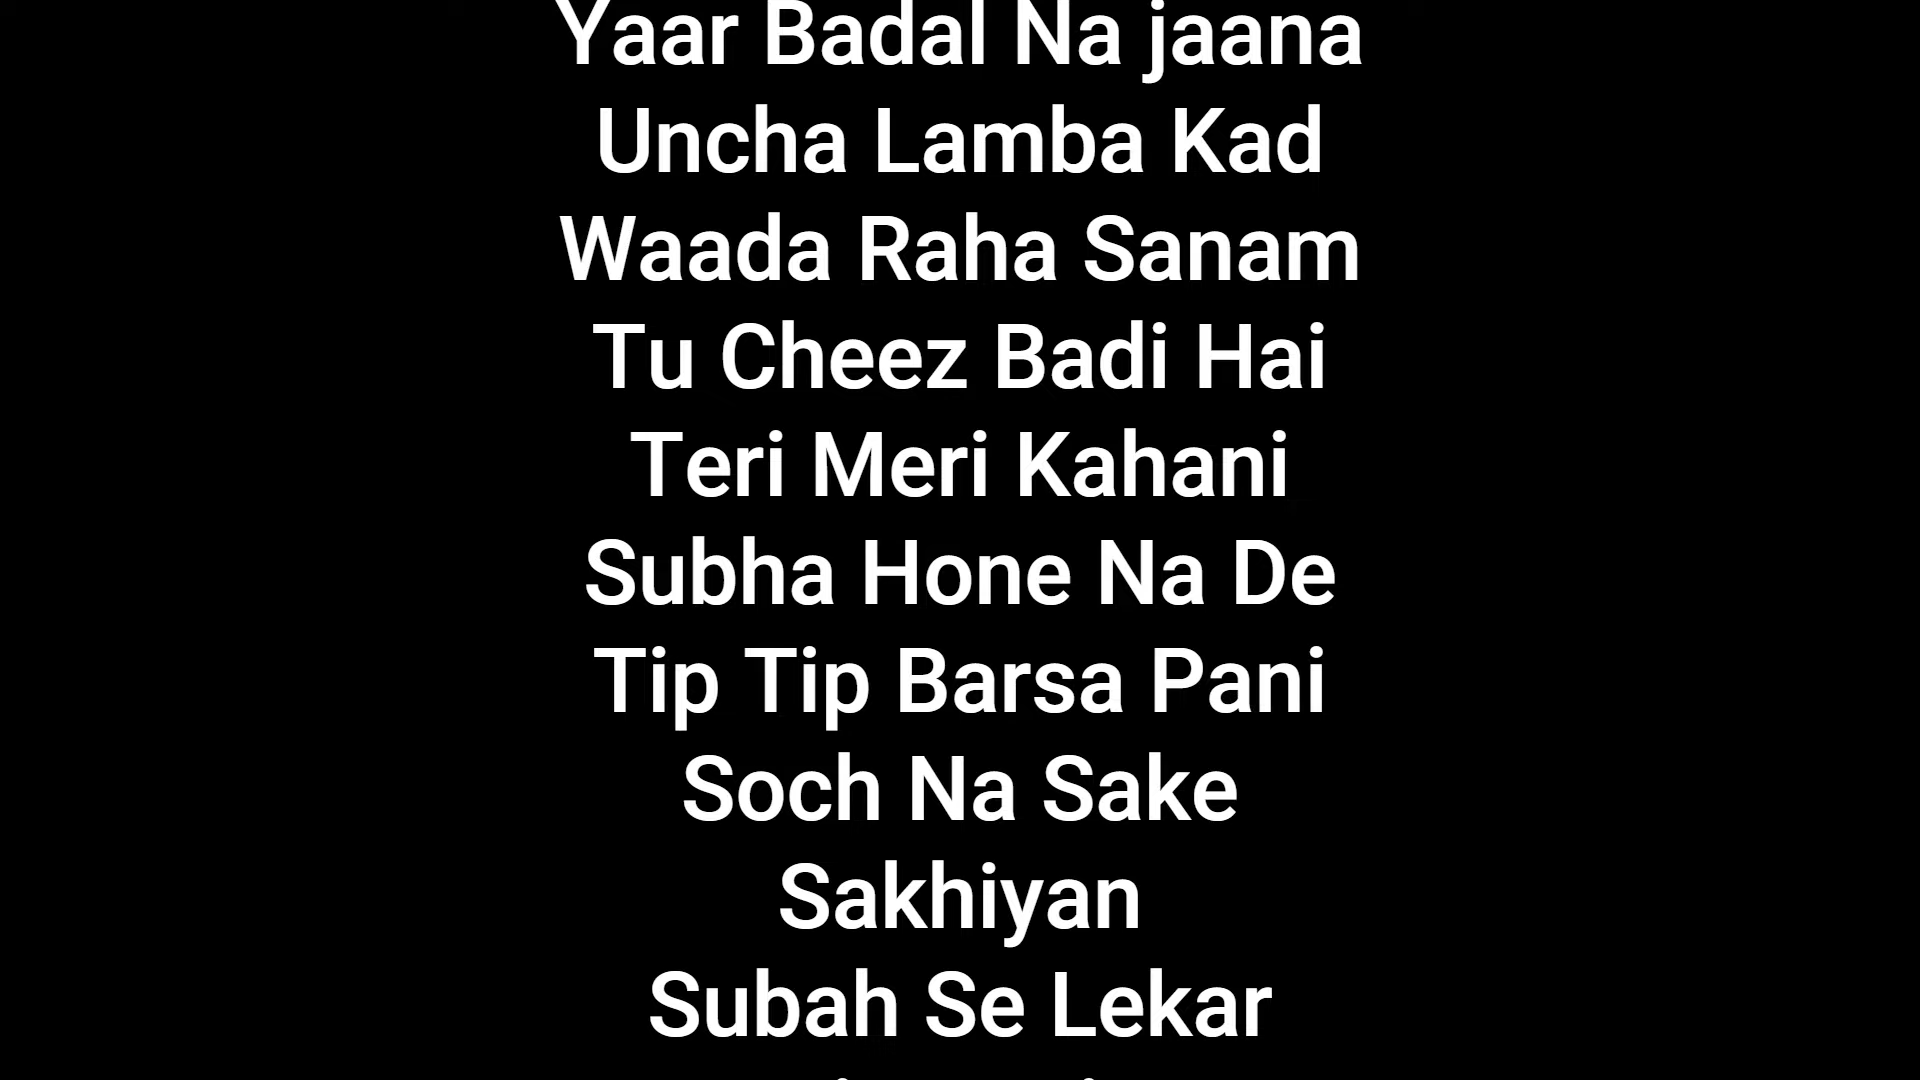 Yaar Badal Na jaana
Uncha Lamba Kad
Waada Raha Sanam
Tu Cheez Badi Hai
Teri Meri Kahani
Subha Hone Na De
Tip Tip Barsa Pani
Soch Na Sake
Sakhiyan
Subah Se Lekar